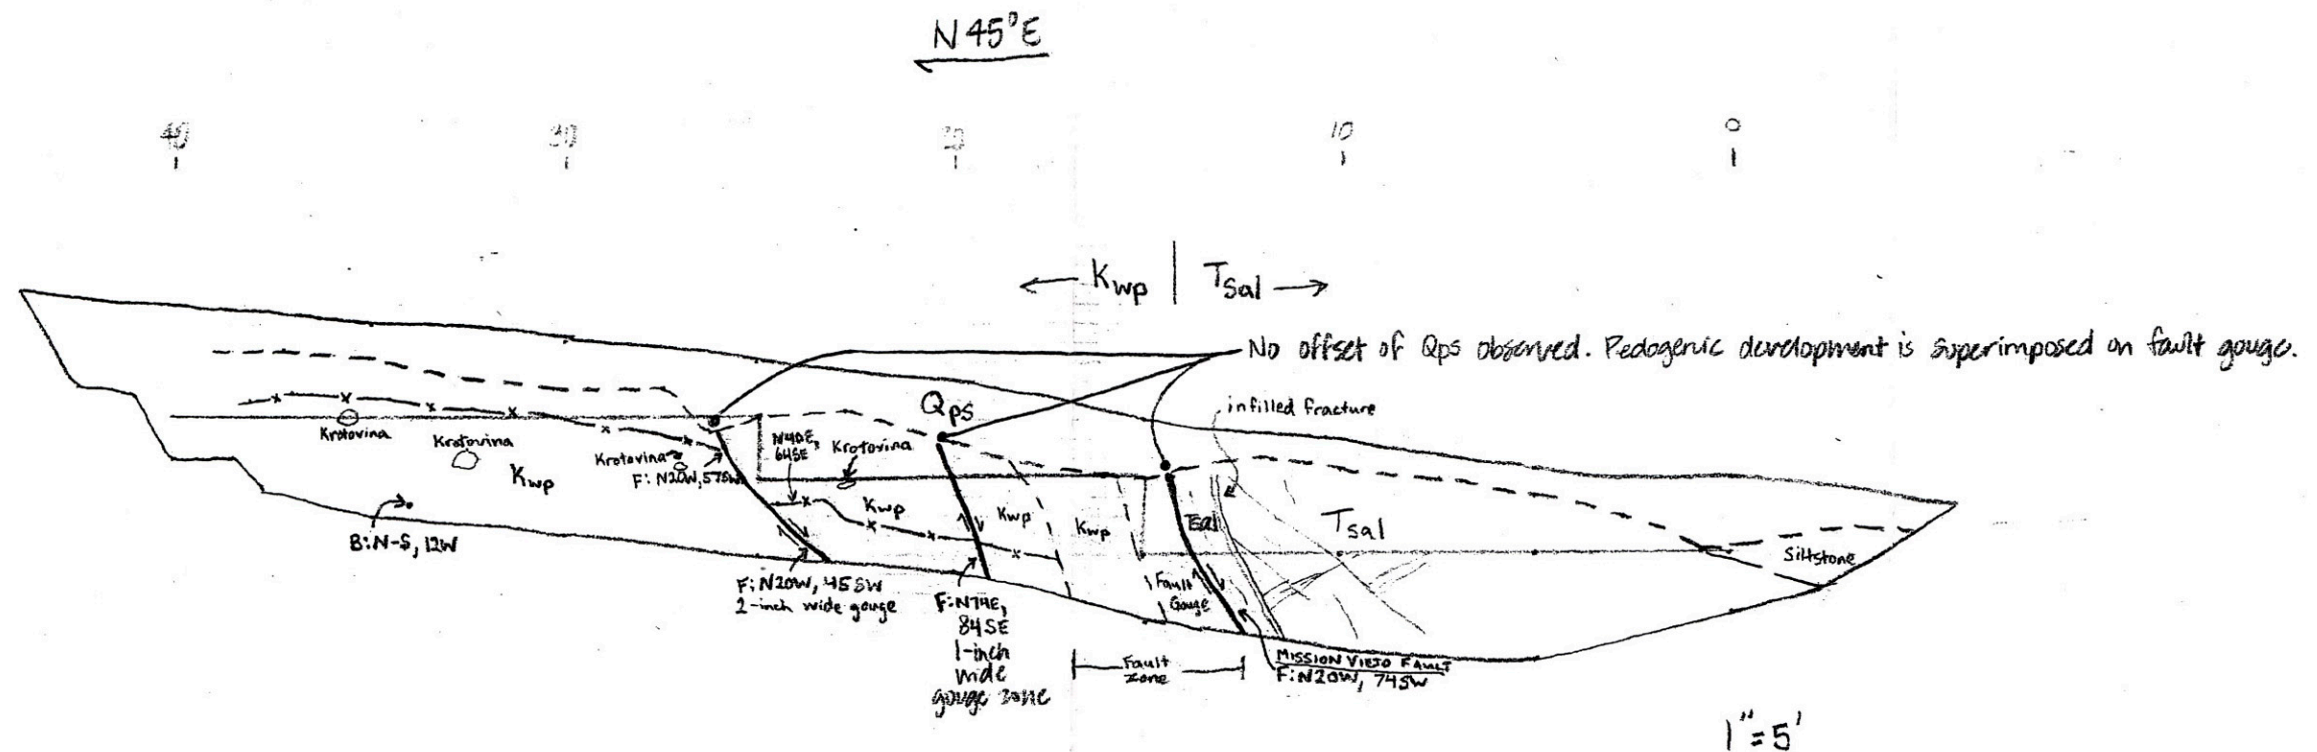 N45°E
40 30 20 10 0
← Kwp | Tsal →
No offset of Qps observed. Pedogenic development is superimposed on fault gouge.
Qps
infilled fracture
Krotovina
Krotovina
Krotovina
F: N20W, 57SW
N40E,
64SE
Krotovina
Kwp
Kwp
Kwp
Kwp
Tsal
Tsal
B: N-S, 12W
Siltstone
Fault
Gouge
F: N20W, 45SW
2-inch wide gouge
F: N74E,
84SE
1-inch
wide
gouge zone
Fault
zone
MISSION VIEJO FAULT
F: N20W, 74SW
1"=5'